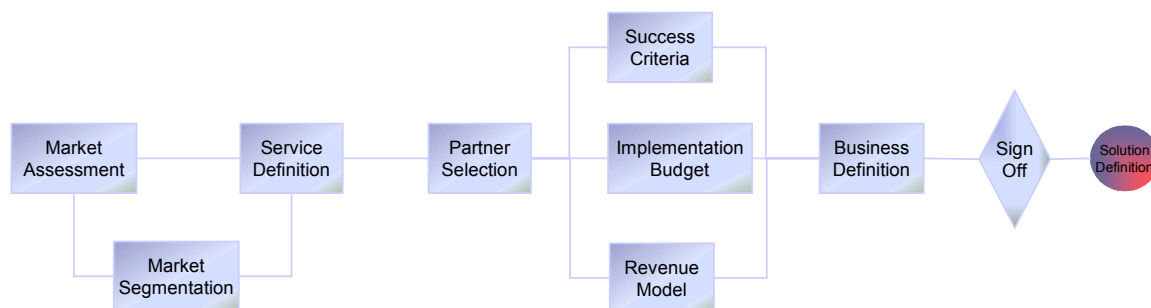 Market
Assessment
Market
Segmentation
Service
Definition
Partner
Selection
Success
Criteria
Implementation
Budget
Revenue
Model
Business
Definition
Sign
Off
Solution
Definition